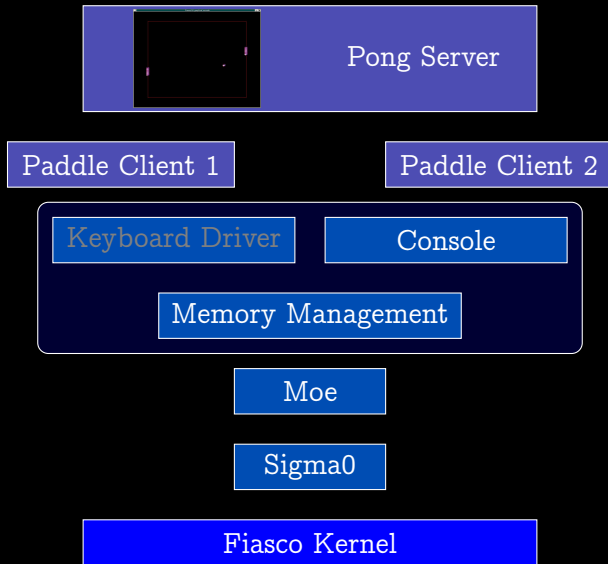 Pong Server
Paddle Client 1
Paddle Client 2
Keyboard Driver
Console
Memory Management
Moe
Sigma0
Fiasco Kernel